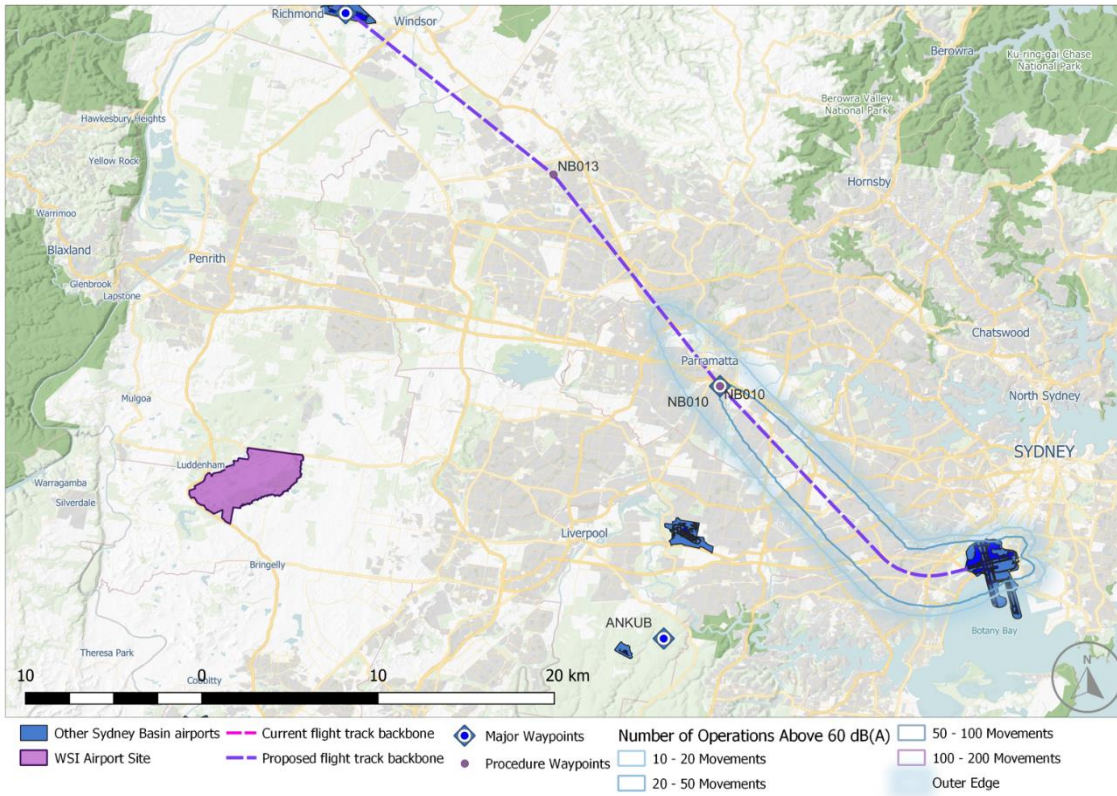 Richmond
Windsor
Berowra
Ku-ring-gai Chase
National Park
Berowra Valley
National Park
Hawkesbury Heights
Yellow Rock
NB013
Hornsby
Warrimoo
Blaxland
Penrith
Glenbrook
Lapstone
Chatswood
Parramatta
NB010
NB010
North Sydney
Mulgoa
SYDNEY
Luddenham
Warragamba
Silverdale
Liverpool
Bringelly
ANKUB
Botany Bay
Theresa Park
N
Cobbitty
10 0 10 20 km
Other Sydney Basin airports
WSI Airport Site
Current flight track backbone
Proposed flight track backbone
Major Waypoints
Procedure Waypoints
Number of Operations Above 60 dB(A)
10 - 20 Movements
20 - 50 Movements
50 - 100 Movements
100 - 200 Movements
Outer Edge